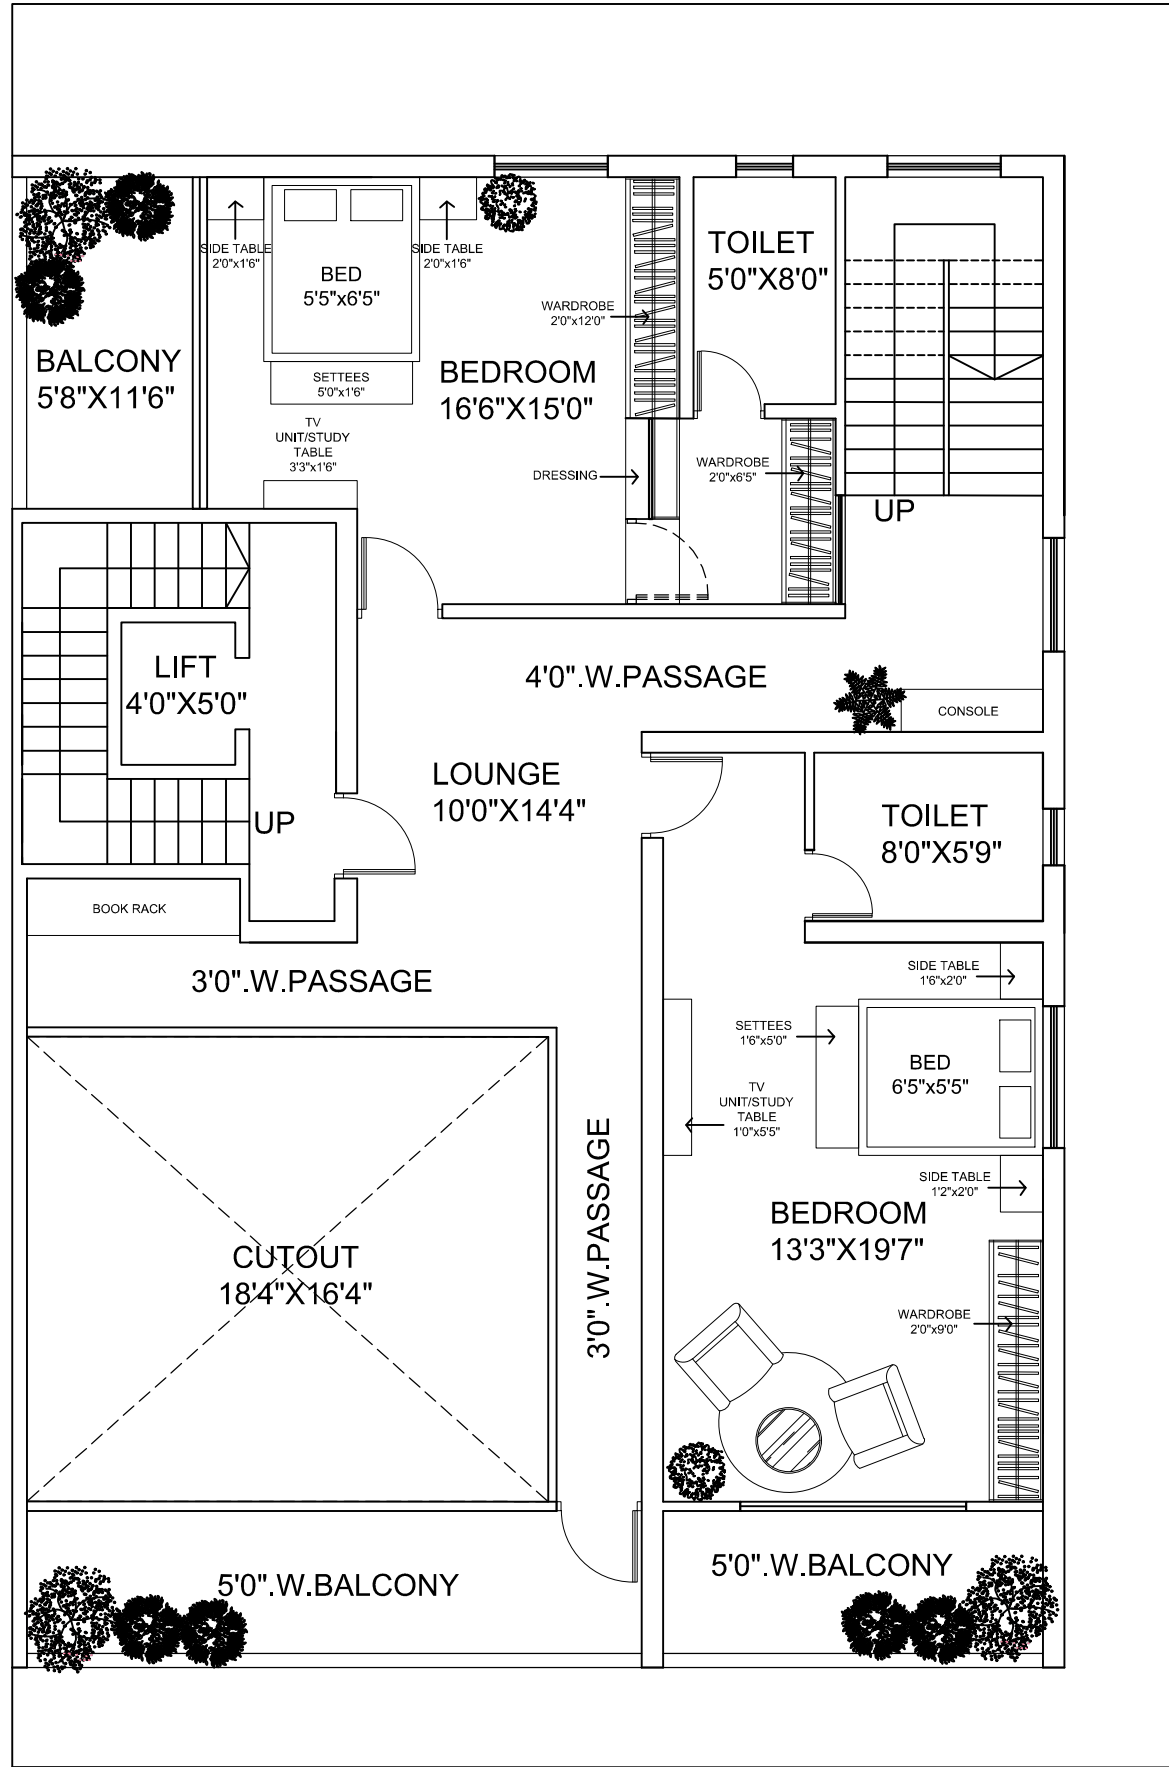 SIDE TABLE
2'0"x1'6"
BED
5'5"x6'5"
SIDE TABLE
2'0"x1'6"
TOILET
5'0"X8'0"
WARDROBE
2'0"x12'0"
BALCONY
5'8"X11'6"
SETTEES
5'0"x1'6"
BEDROOM
16'6"X15'0"
TV
UNIT/STUDY
TABLE
3'3"x1'6"
DRESSING
WARDROBE
2'0"x6'5"
UP
LIFT
4'0"X5'0"
4'0".W.PASSAGE
CONSOLE
LOUNGE
10'0"X14'4"
UP
TOILET
8'0"X5'9"
BOOK RACK
3'0".W.PASSAGE
SIDE TABLE
1'6"x2'0"
SETTEES
1'6"x5'0"
BED
6'5"x5'5"
TV
UNIT/STUDY
TABLE
1'0"x5'5"
SIDE TABLE
1'2"x2'0"
3'0".W.PASSAGE
BEDROOM
13'3"X19'7"
CUTOUT
18'4"X16'4"
WARDROBE
2'0"x9'0"
5'0".W.BALCONY
5'0".W.BALCONY